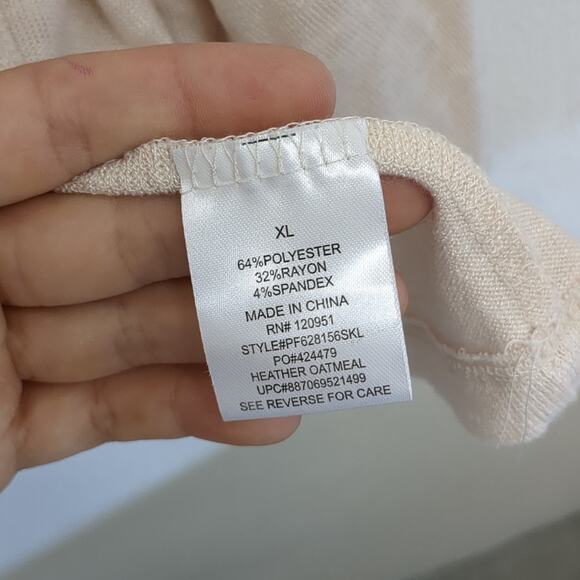 XL
64%POLYESTER
32%RAYON
4%SPANDEX
MADE IN CHINA
RN# 120951
STYLE#PF628156SKL
PO#424479
HEATHER OATMEAL
UPC#887069521499
SEE REVERSE FOR CARE